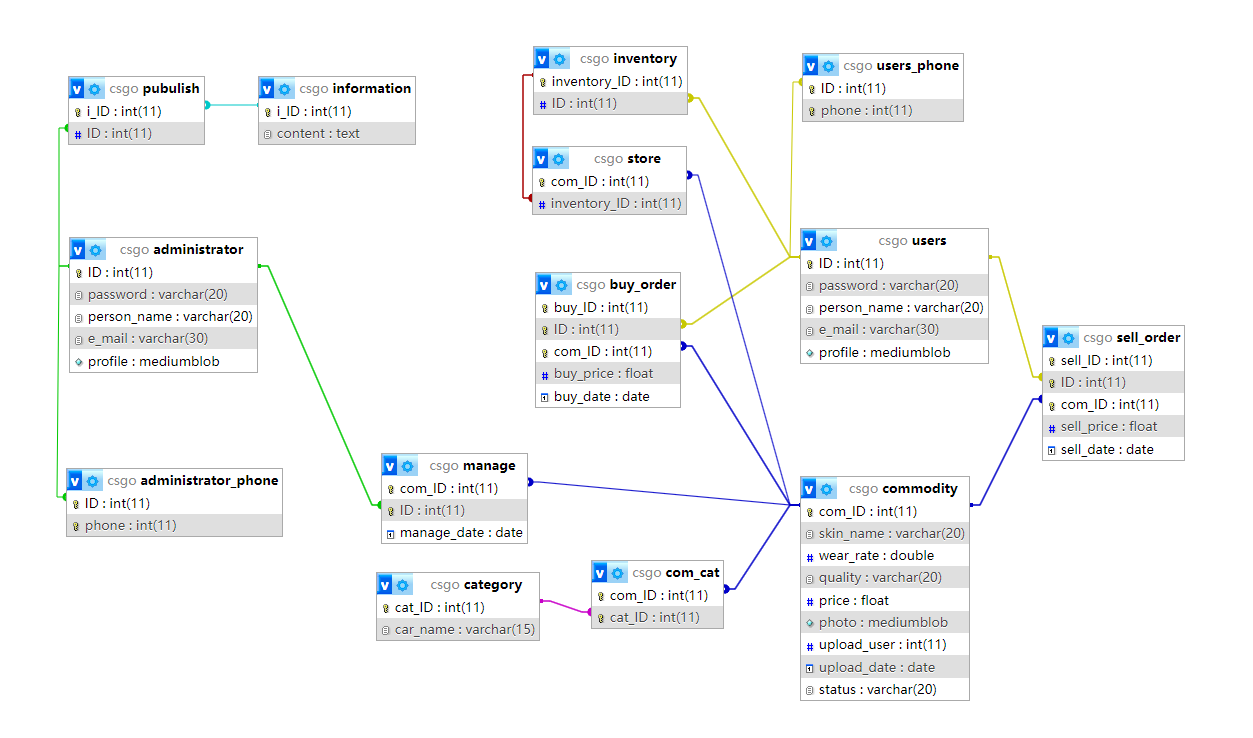 csgo pubulish
i_ID : int(11)
# ID : int(11)
csgo information
i_ID : int(11)
content : text
csgo inventory
inventory_ID : int(11)
# ID : int(11)
csgo users_phone
ID : int(11)
phone : int(11)
csgo store
com_ID : int(11)
# inventory_ID : int(11)
csgo administrator
ID : int(11)
password : varchar(20)
person_name : varchar(20)
e_mail : varchar(30)
profile : mediumblob
csgo buy_order
buy_ID : int(11)
ID : int(11)
com_ID : int(11)
# buy_price : float
buy_date : date
csgo users
ID : int(11)
password : varchar(20)
person_name : varchar(20)
e_mail : varchar(30)
profile : mediumblob
csgo sell_order
sell_ID : int(11)
ID : int(11)
com_ID : int(11)
# sell_price : float
sell_date : date
csgo administrator_phone
ID : int(11)
phone : int(11)
csgo manage
com_ID : int(11)
ID : int(11)
manage_date : date
csgo category
cat_ID : int(11)
car_name : varchar(15)
csgo com_cat
com_ID : int(11)
cat_ID : int(11)
csgo commodity
com_ID : int(11)
skin_name : varchar(20)
# wear_rate : double
quality : varchar(20)
# price : float
photo : mediumblob
# upload_user : int(11)
upload_date : date
status : varchar(20)